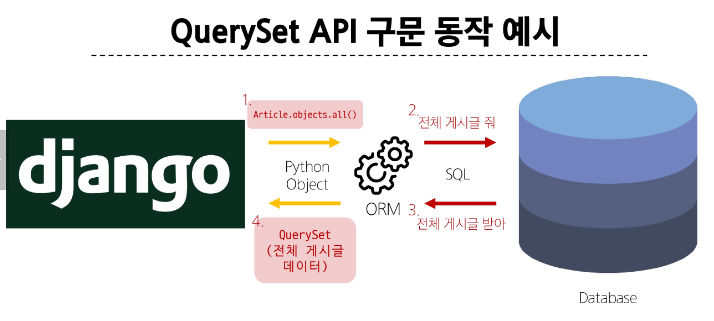 QuerySet API 구문 동작 예시
1.
Article.objects.all()
2.
전체 게시글 줘
django
Python
Object
ORM
SQL
3.
전체 게시글 받아
4.
QuerySet
(전체 게시글
데이터)
Database